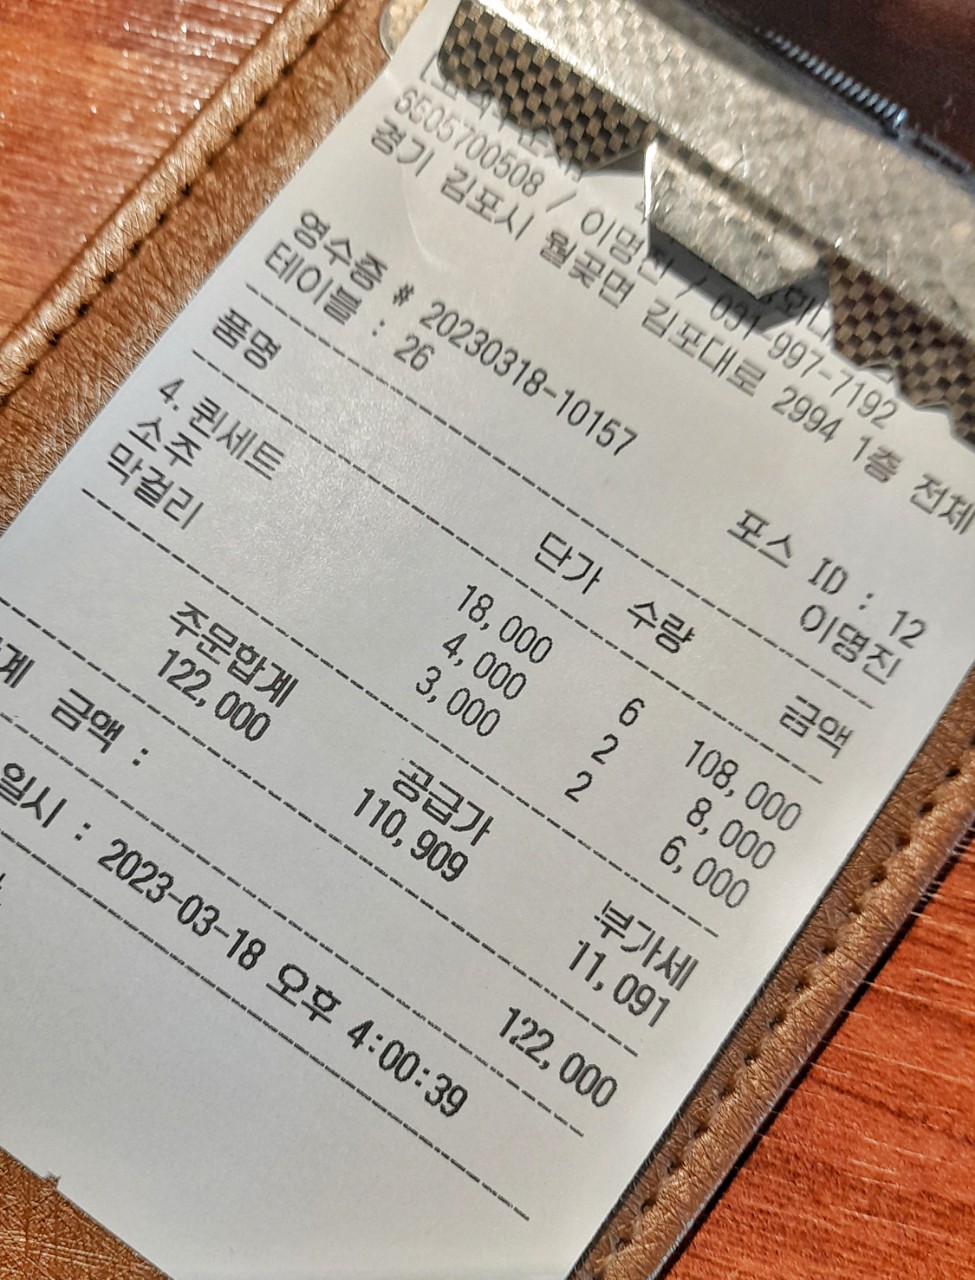 6505700508 / 이명진 / 031-997-7192
경기 김포시 월곶면 김포대로 2994 1층 전체
영수증 # 20230318-10157
포스 ID : 12
테이블 : 26
이명진
품명 단가 수량 금액
4.퀸세트 18,000 6 108,000
소주 4,000 2 8,000
막걸리 3,000 2 6,000
주문합계 공급가 부가세
122,000 110,909 11,091
계 금액 : 122,000
일시 : 2023-03-18 오후 4:00:39